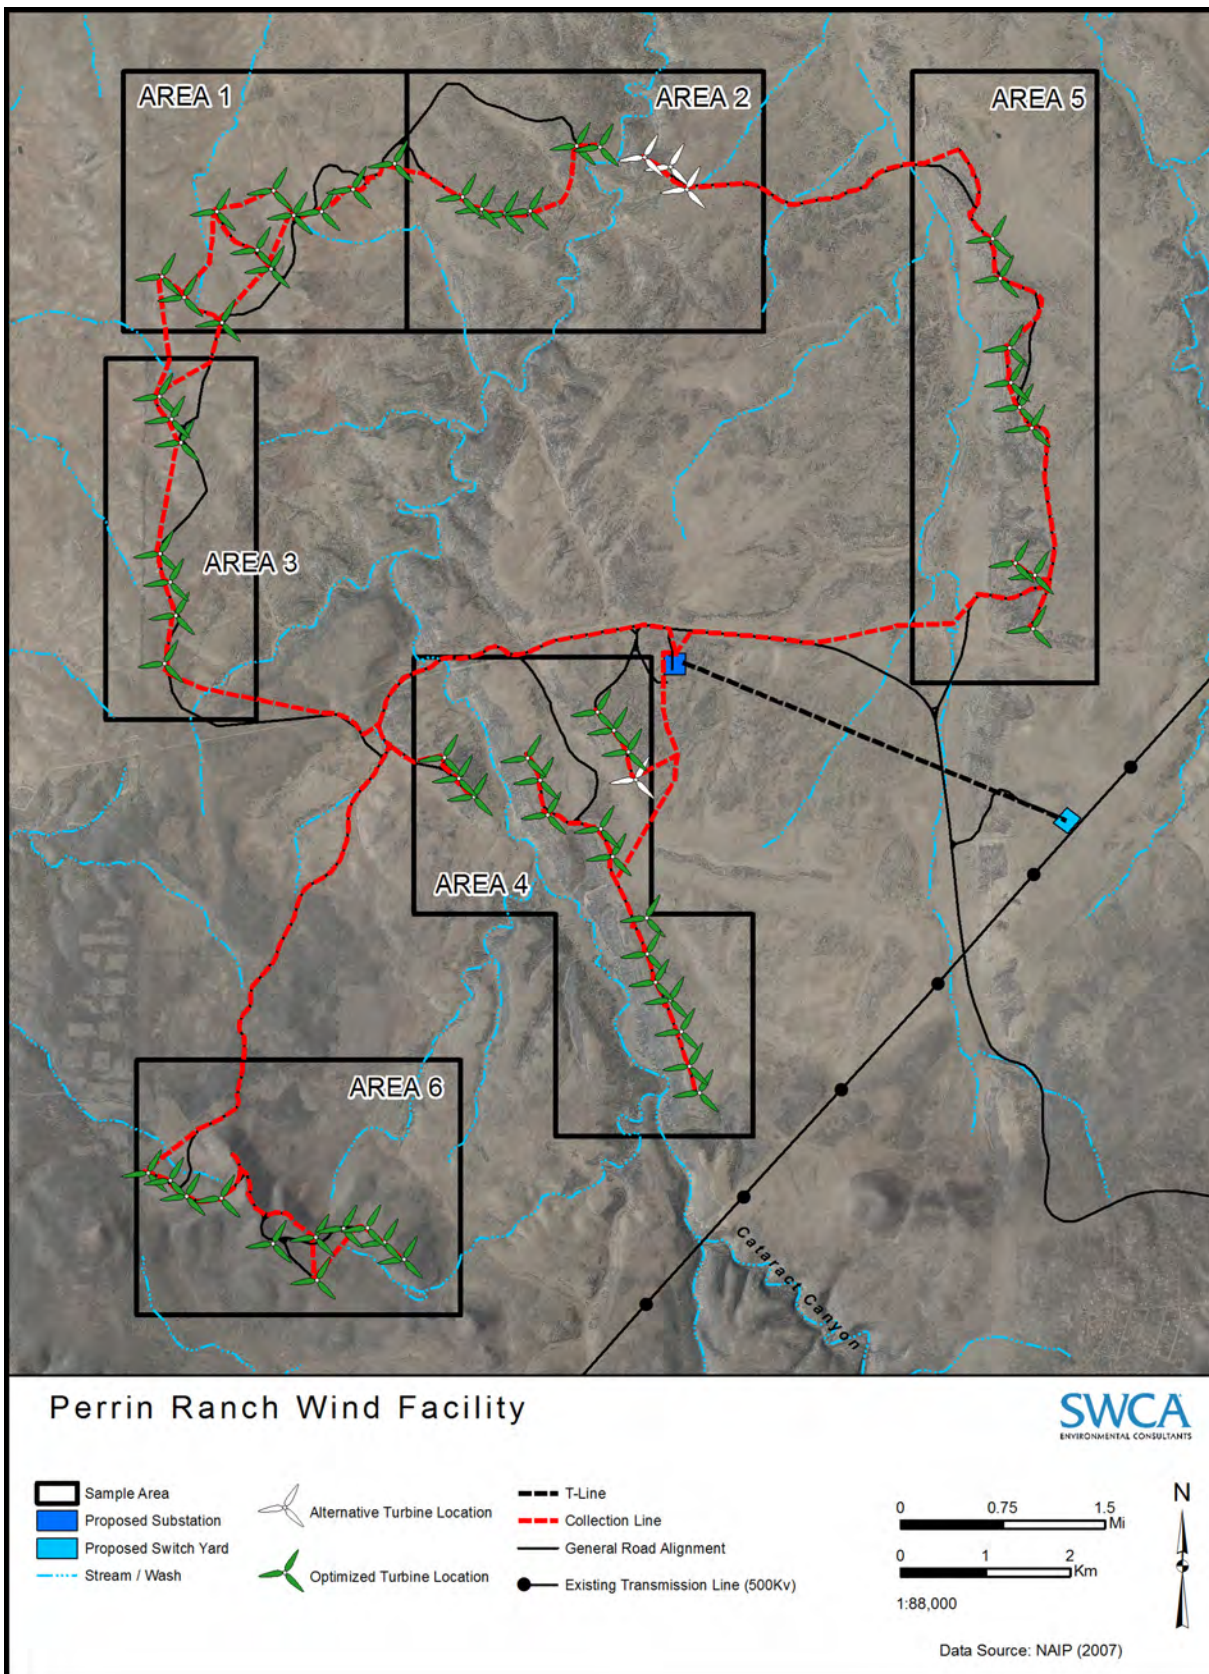 AREA 1
AREA 2
AREA 5
AREA 3
AREA 4
AREA 6
Cataract Canyon
Perrin Ranch Wind Facility
SWCA
ENVIRONMENTAL CONSULTANTS
Sample Area
Proposed Substation
Proposed Switch Yard
Stream / Wash
Alternative Turbine Location
Optimized Turbine Location
T-Line
Collection Line
General Road Alignment
Existing Transmission Line (500Kv)
0 0.75 1.5
Mi
0 1 2
Km
1:88,000
N
Data Source: NAIP (2007)